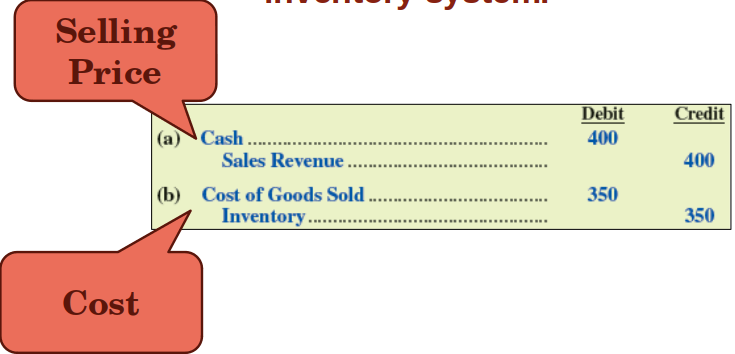 Inventory System.
Selling
Price
Debit Credit
(a) Cash ........................................................ 400
Sales Revenue ...................................... 400
(b) Cost of Goods Sold ................................. 350
Inventory .............................................. 350
Cost